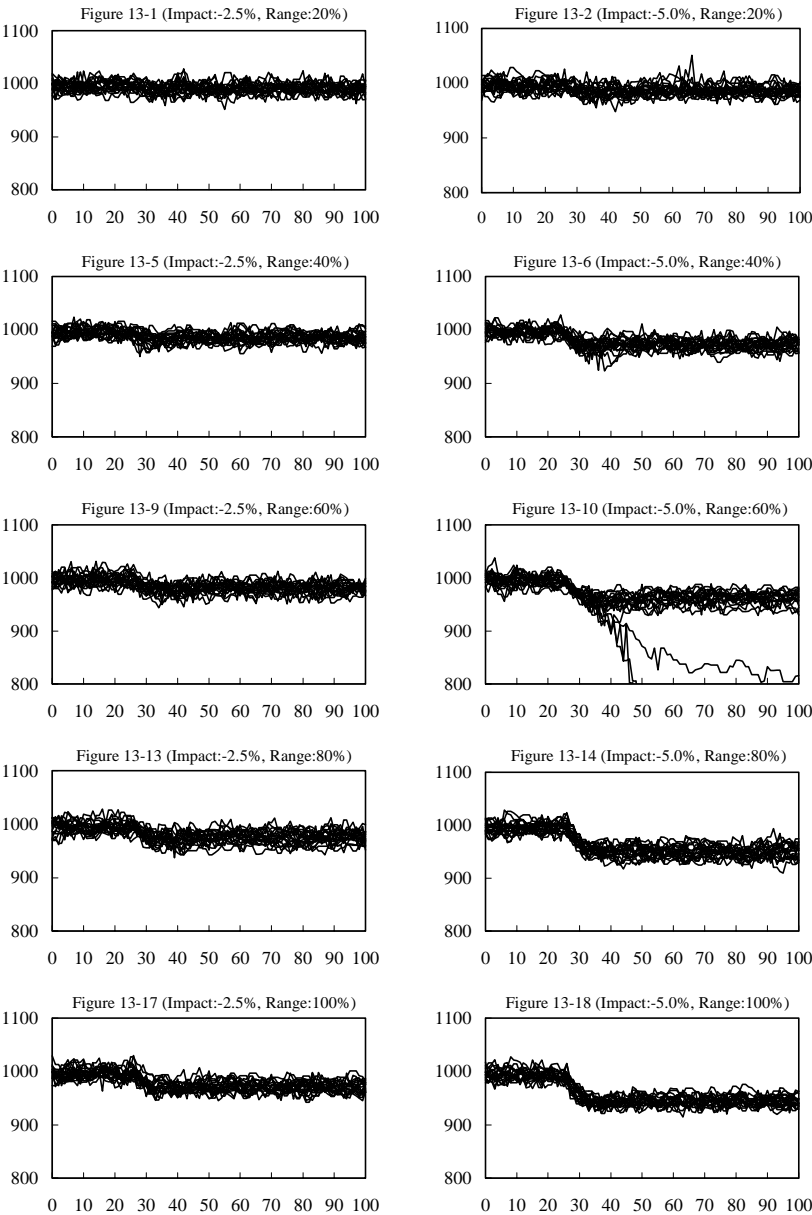 Figure 13-1 (Impact:-2.5%, Range:20%)
1100
1000
900
800
0 10 20 30 40 50 60 70 80 90 100
Figure 13-2 (Impact:-5.0%, Range:20%)
1100
1000
900
800
0 10 20 30 40 50 60 70 80 90 100
Figure 13-5 (Impact:-2.5%, Range:40%)
1100
1000
900
800
0 10 20 30 40 50 60 70 80 90 100
Figure 13-6 (Impact:-5.0%, Range:40%)
1100
1000
900
800
0 10 20 30 40 50 60 70 80 90 100
Figure 13-9 (Impact:-2.5%, Range:60%)
1100
1000
900
800
0 10 20 30 40 50 60 70 80 90 100
Figure 13-10 (Impact:-5.0%, Range:60%)
1100
1000
900
800
0 10 20 30 40 50 60 70 80 90 100
Figure 13-13 (Impact:-2.5%, Range:80%)
1100
1000
900
800
0 10 20 30 40 50 60 70 80 90 100
Figure 13-14 (Impact:-5.0%, Range:80%)
1100
1000
900
800
0 10 20 30 40 50 60 70 80 90 100
Figure 13-17 (Impact:-2.5%, Range:100%)
1100
1000
900
800
0 10 20 30 40 50 60 70 80 90 100
Figure 13-18 (Impact:-5.0%, Range:100%)
1100
1000
900
800
0 10 20 30 40 50 60 70 80 90 100